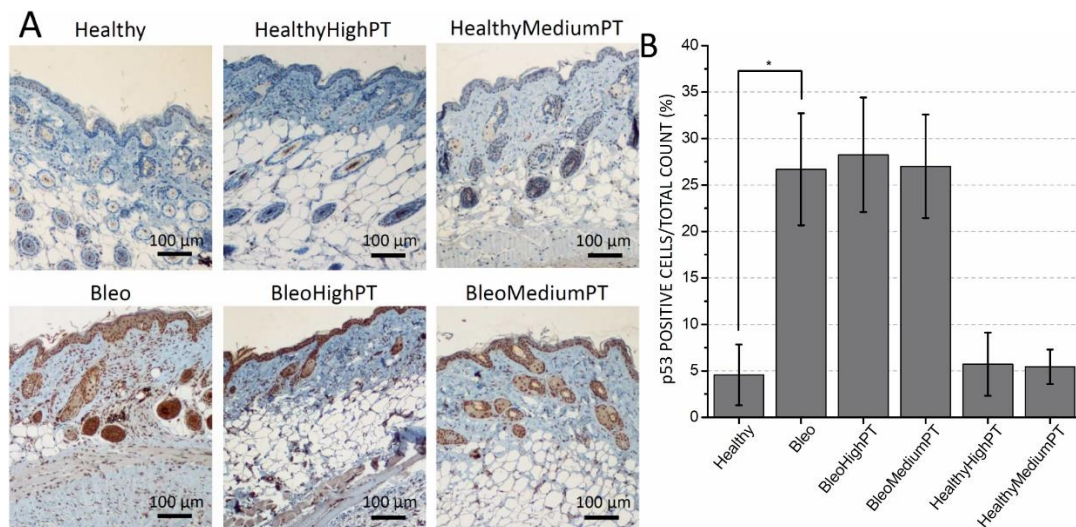 A
Healthy
HealthyHighPT
HealthyMediumPT
100 µm
100 µm
100 µm
Bleo
BleoHighPT
BleoMediumPT
100 µm
100 µm
100 µm
B
p53 POSITIVE CELLS/TOTAL COUNT (%)
40
35
30
25
20
15
10
5
0
*
Healthy
Bleo
BleoHighPT
BleoMediumPT
HealthyHighPT
HealthyMediumPT